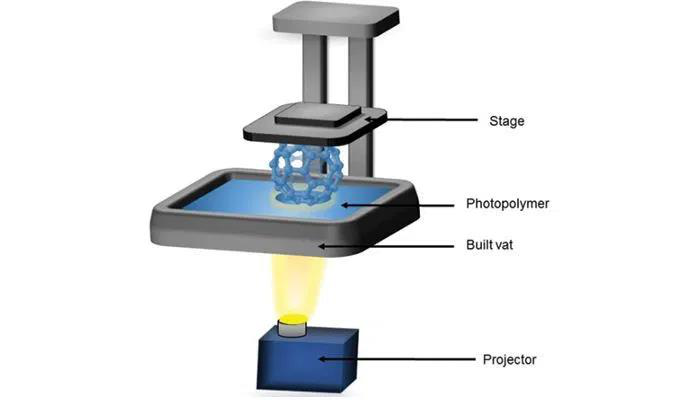 Stage
Photopolymer
Built vat
Projector